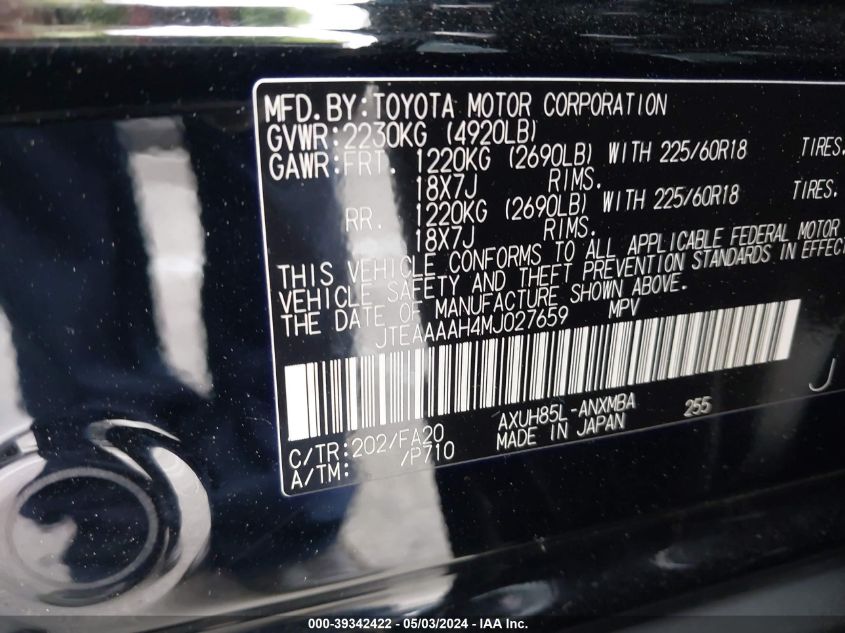 MFD.BY:TOYOTA MOTOR CORPORATION
GVWR:2230KG (4920LB)
GAWR:FRT. 1220KG (2690LB) WITH 225/60R18 TIRES.
18X7J RIMS.
RR. 1220KG (2690LB) WITH 225/60R18 TIRES.
18X7J RIMS.
THIS VEHICLE CONFORMS TO ALL APPLICABLE FEDERAL MOTOR
VEHICLE SAFETY AND THEFT PREVENTION STANDARDS IN EFFECT
THE DATE OF MANUFACTURE SHOWN ABOVE.
JTEAAAAH4MJ027659 MPV
J
C/TR:202/FA20 AXUH85L-ANXMBA 255
A/TM: /P710 MADE IN JAPAN
000-39342422 - 05/03/2024 - IAA Inc.